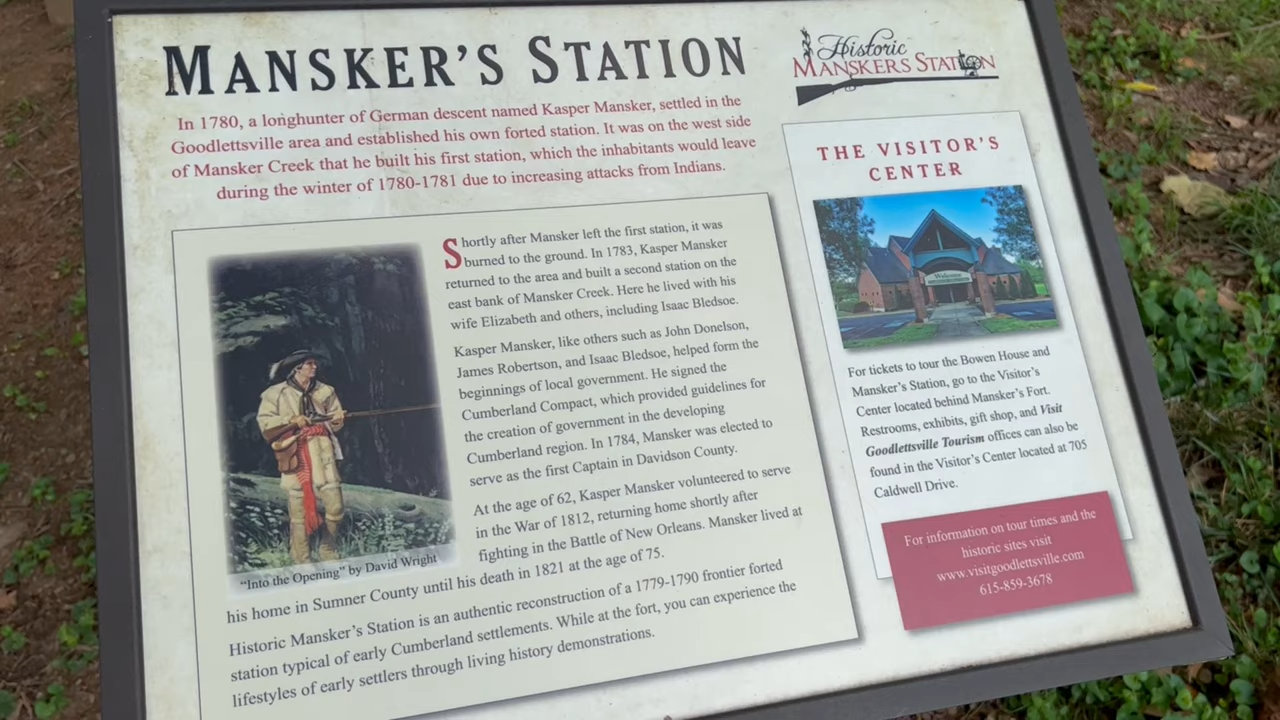 MANSKER'S STATION
In 1780, a longhunter of German descent named Kasper Mansker, settled in the
Goodlettsville area and established his own forted station. It was on the west side
of Mansker Creek that he built his first station, which the inhabitants would leave
during the winter of 1780-1781 due to increasing attacks from Indians.
Shortly after Mansker left the first station, it was
burned to the ground. In 1783, Kasper Mansker
returned to the area and built a second station on the
east bank of Mansker Creek. Here he lived with his
wife Elizabeth and others, including Isaac Bledsoe.
Kasper Mansker, like others such as John Donelson,
James Robertson, and Isaac Bledsoe, helped form the
beginnings of local government. He signed the
Cumberland Compact, which provided guidelines for
the creation of government in the developing
Cumberland region. In 1784, Mansker was elected to
serve as the first Captain in Davidson County.
At the age of 62, Kasper Mansker volunteered to serve
in the War of 1812, returning home shortly after
fighting in the Battle of New Orleans. Mansker lived at
his home in Sumner County until his death in 1821 at the age of 75.
Historic Mansker's Station is an authentic reconstruction of a 1779-1790 frontier forted
station typical of early Cumberland settlements. While at the fort, you can experience the
lifestyles of early settlers through living history demonstrations.
"Into the Opening" by David Wright
Historic
MANSKERS STATION
THE VISITOR'S
CENTER
Welcome
For tickets to tour the Bowen House and
Mansker's Station, go to the Visitor's
Center located behind Mansker's Fort.
Restrooms, exhibits, gift shop, and Visit
Goodlettsville Tourism offices can also be
found in the Visitor's Center located at 705
Caldwell Drive.
For information on tour times and the
historic sites visit
www.visitgoodlettsville.com
615-859-3678